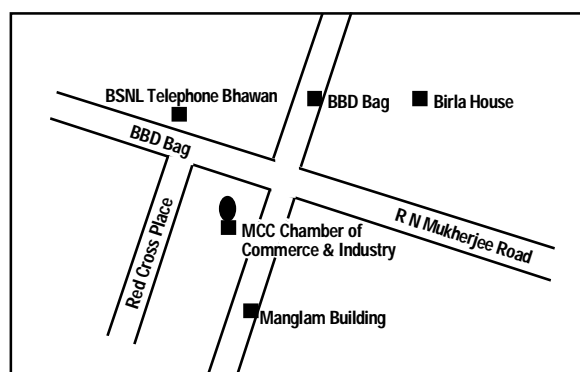 BSNL Telephone Bhawan
BBD Bag
Birla House
BBD Bag
R N Mukherjee Road
Red Cross Place
MCC Chamber of
Commerce & Industry
Manglam Building